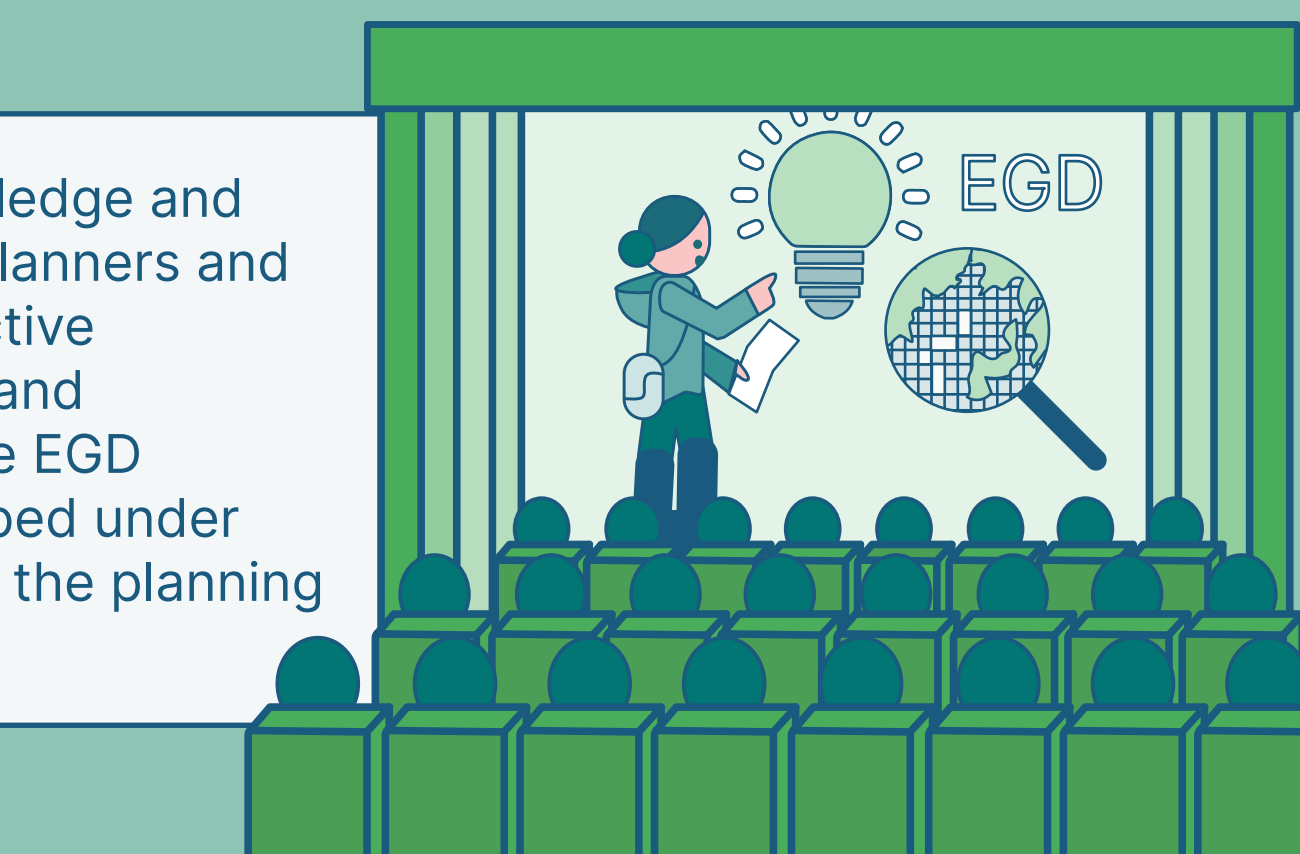 ledge and
lanners and
ctive
and
e EGD
ped under
the planning
EGD